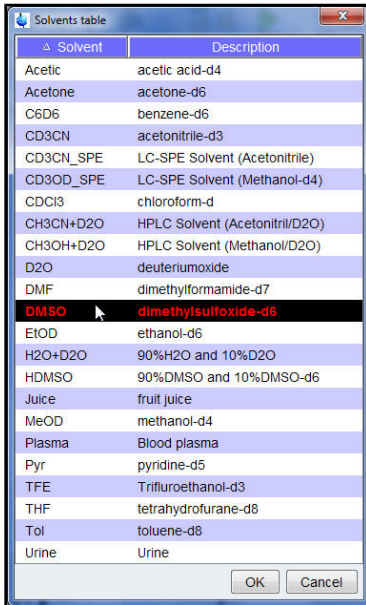 Solvents table
Solvent Description
Acetic acetic acid-d4
Acetone acetone-d6
C6D6 benzene-d6
CD3CN acetonitrile-d3
CD3CN_SPE LC-SPE Solvent (Acetonitrile)
CD3OD_SPE LC-SPE Solvent (Methanol-d4)
CDCl3 chloroform-d
CH3CN+D2O HPLC Solvent (Acetonitril/D2O)
CH3OH+D2O HPLC Solvent (Methanol/D2O)
D2O deuteriumoxide
DMF dimethylformamide-d7
DMSO dimethylsulfoxide-d6
EtOD ethanol-d6
H2O+D2O 90%H2O and 10%D2O
HDMSO 90%DMSO and 10%DMSO-d6
Juice fruit juice
MeOD methanol-d4
Plasma Blood plasma
Pyr pyridine-d5
TFE Trifluroethanol-d3
THF tetrahydrofurane-d8
Tol toluene-d8
Urine Urine
OK Cancel